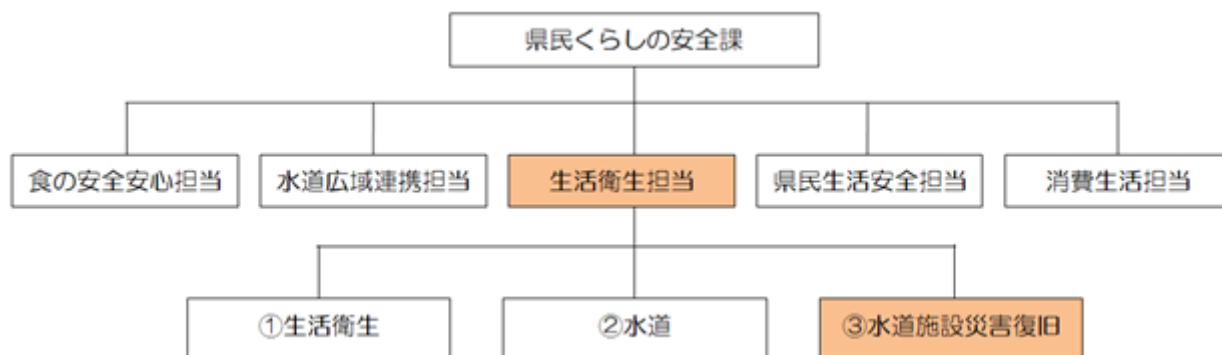 県民くらしの安全課
食の安全安心担当
水道広域連携担当
生活衛生担当
県民生活安全担当
消費生活担当
①生活衛生
②水道
③水道施設災害復旧